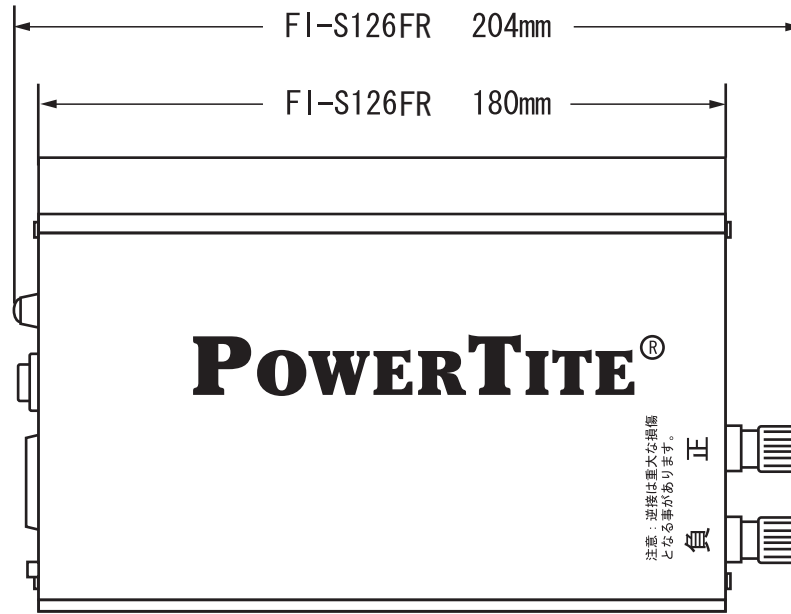 FI-S126FR 204mm
FI-S126FR 180mm
POWERTITE®
注意：逆接は重大な損傷
となる事があります。
正
負